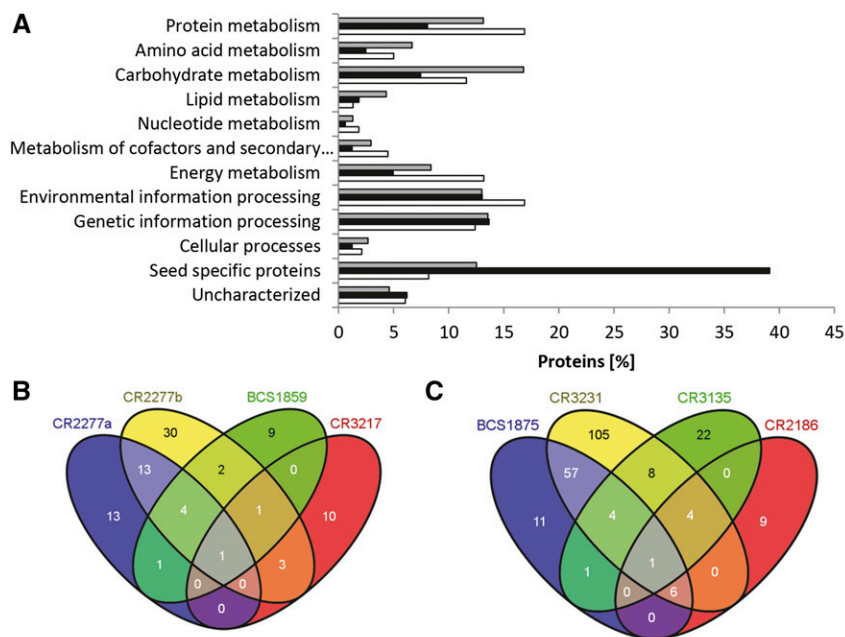 A
Protein metabolism
Amino acid metabolism
Carbohydrate metabolism
Lipid metabolism
Nucleotide metabolism
Metabolism of cofactors and secondary...
Energy metabolism
Environmental information processing
Genetic information processing
Cellular processes
Seed specific proteins
Uncharacterized
0 5 10 15 20 25 30 35 40 45
Proteins [%]
B
CR2277a
CR2277b
BCS1859
CR3217
30 9
13 2 0
13 4 1 10
1 1 3
0 0
0
C
BCS1875
CR3231
CR3135
CR2186
105 22
57 8 0
11 4 4 9
1 1 0
0 6
0